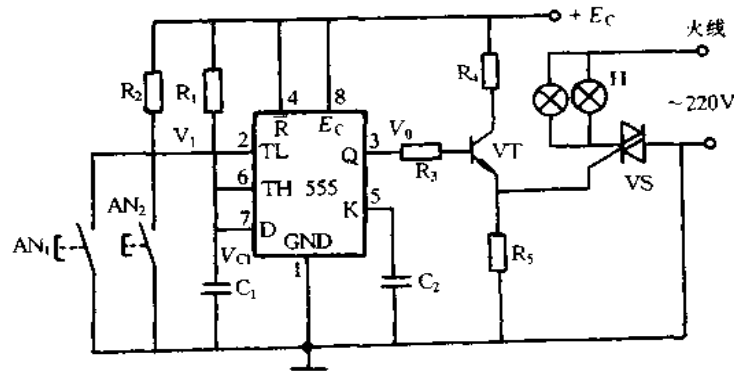 + E_C
火线
R₂
R₁
R₄
H
4
8
~220V
R̅
E_C
V₁
2
TL
3
V₀
Q
VT
R₃
VS
6
TH 555
5
K
AN₂
7
D
AN₁
V_C1
GND
R₅
1
C₁
C₂